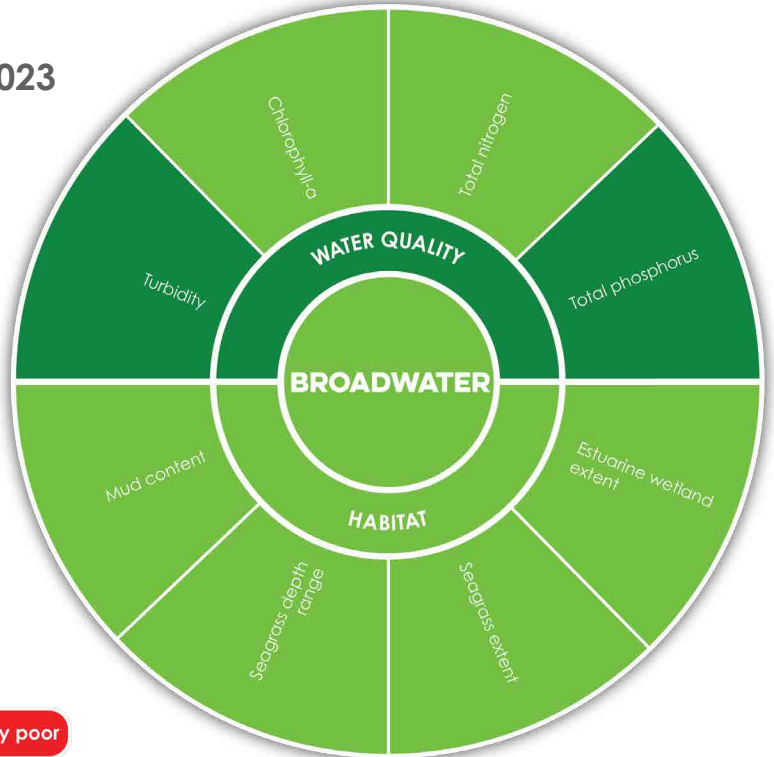 023
Chlorophyll-a
Total nitrogen
Turbidity
WATER QUALITY
Total phosphorus
BROADWATER
Mud content
HABITAT
Estuarine wetland
extent
Seagrass depth
range
Seagrass extent
y poor